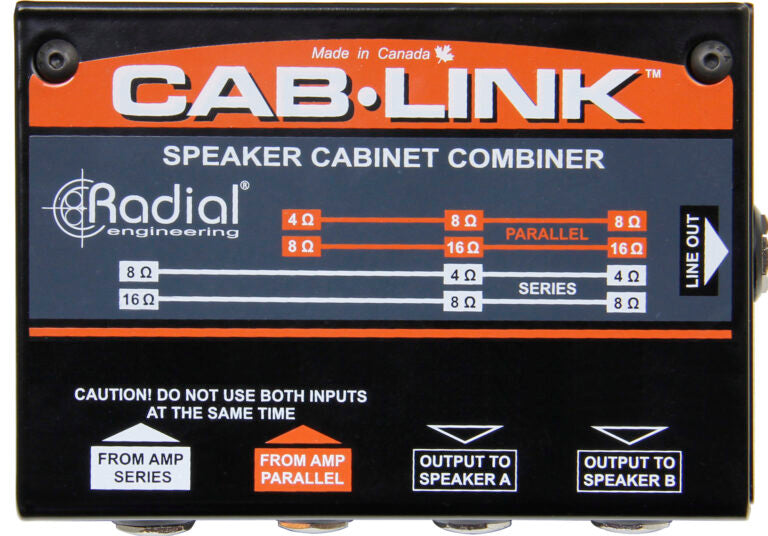 Made in Canada
CAB•LINK™
SPEAKER CABINET COMBINER
Radial®
engineering
4 Ω 8 Ω 8 Ω
PARALLEL
8 Ω 16 Ω 16 Ω
8 Ω 4 Ω 4 Ω
SERIES
16 Ω 8 Ω 8 Ω
LINE OUT
CAUTION! DO NOT USE BOTH INPUTS
AT THE SAME TIME
FROM AMP
SERIES
FROM AMP
PARALLEL
OUTPUT TO
SPEAKER A
OUTPUT TO
SPEAKER B